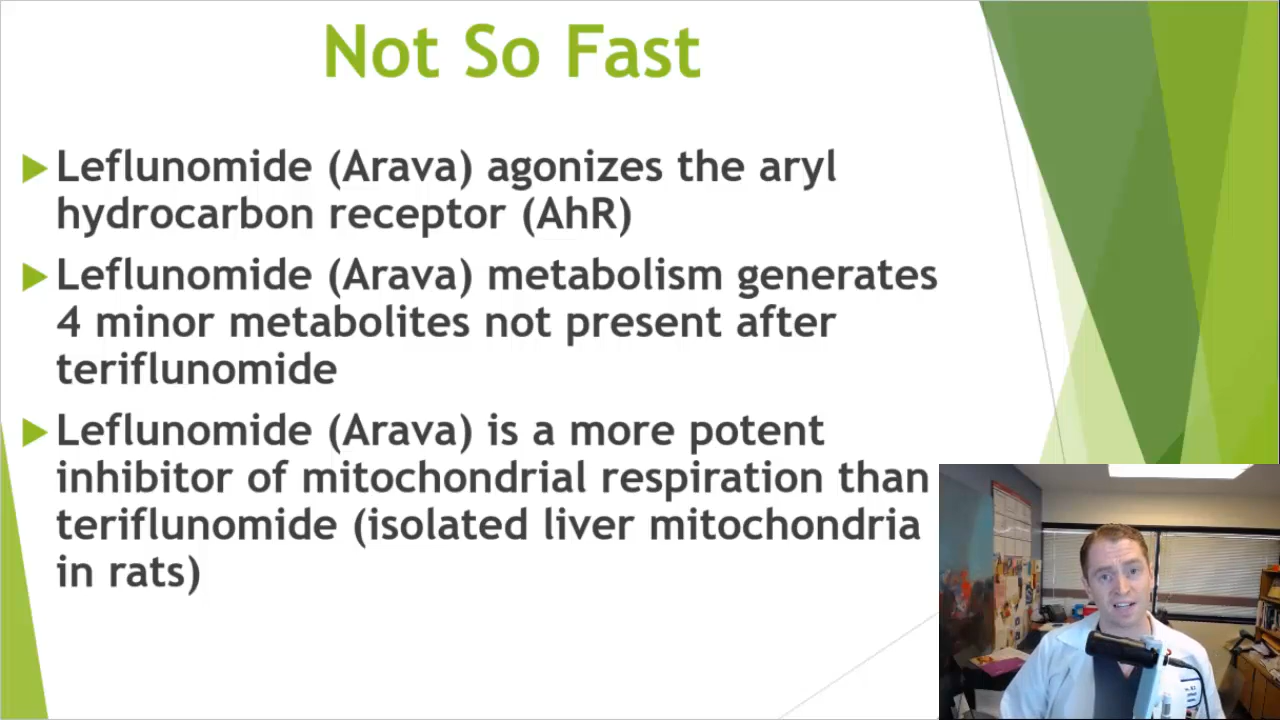 Not So Fast
Leflunomide (Arava) agonizes the aryl
hydrocarbon receptor (AhR)
Leflunomide (Arava) metabolism generates
4 minor metabolites not present after
teriflunomide
Leflunomide (Arava) is a more potent
inhibitor of mitochondrial respiration than
teriflunomide (isolated liver mitochondria
in rats)